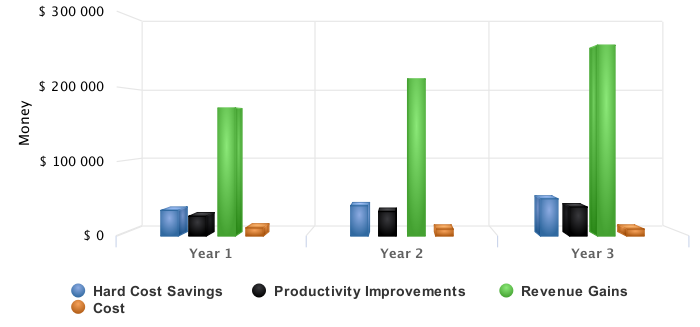 $ 300 000
$ 200 000
$ 100 000
$ 0
Money
Year 1
Year 2
Year 3
Hard Cost Savings
Productivity Improvements
Revenue Gains
Cost